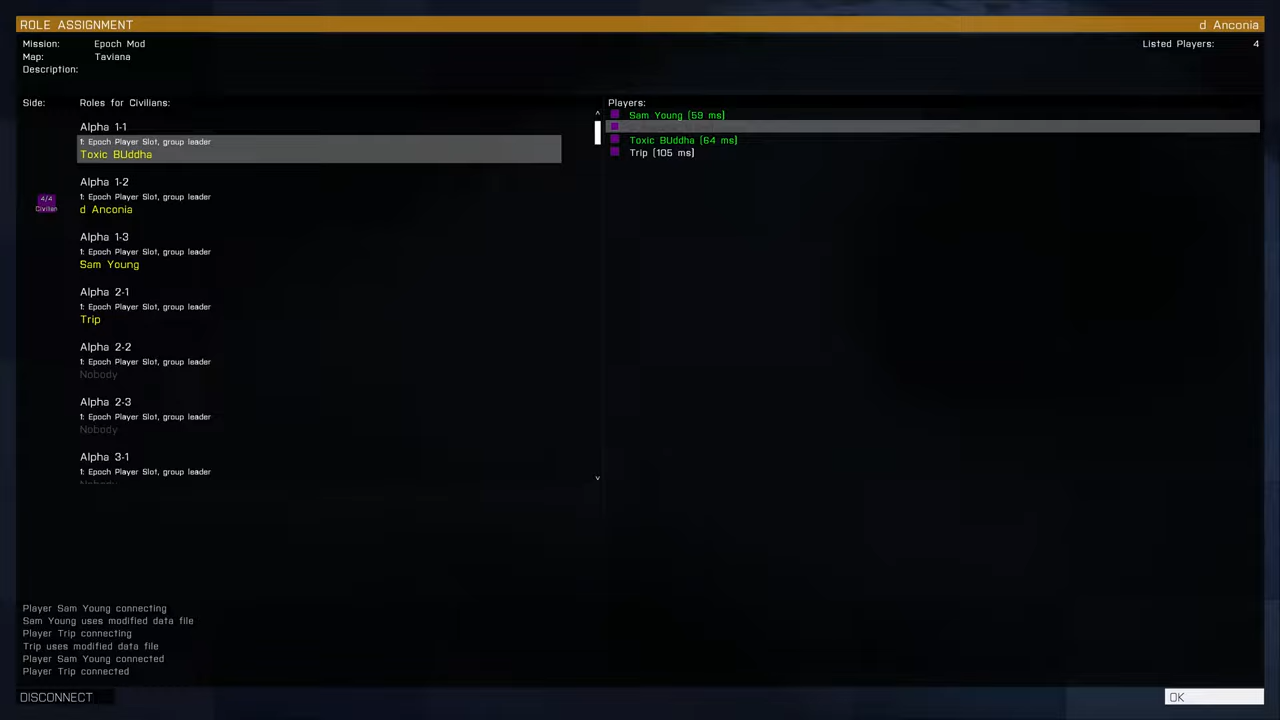 ROLE ASSIGNMENT
d Anconia
Mission: Epoch Mod
Map: Taviana
Description:
Listed Players: 4
Side:
Roles for Civilians:
Alpha 1-1
1: Epoch Player Slot, group leader
Toxic BUddha
Alpha 1-2
1: Epoch Player Slot, group leader
d Anconia
4/4
Civilian
Alpha 1-3
1: Epoch Player Slot, group leader
Sam Young
Alpha 2-1
1: Epoch Player Slot, group leader
Trip
Alpha 2-2
1: Epoch Player Slot, group leader
Nobody
Alpha 2-3
1: Epoch Player Slot, group leader
Nobody
Alpha 3-1
1: Epoch Player Slot, group leader
Nobody
Players:
Sam Young (59 ms)
Toxic BUddha (64 ms)
Trip (105 ms)
Player Sam Young connecting
Sam Young uses modified data file
Player Trip connecting
Trip uses modified data file
Player Sam Young connected
Player Trip connected
DISCONNECT
OK